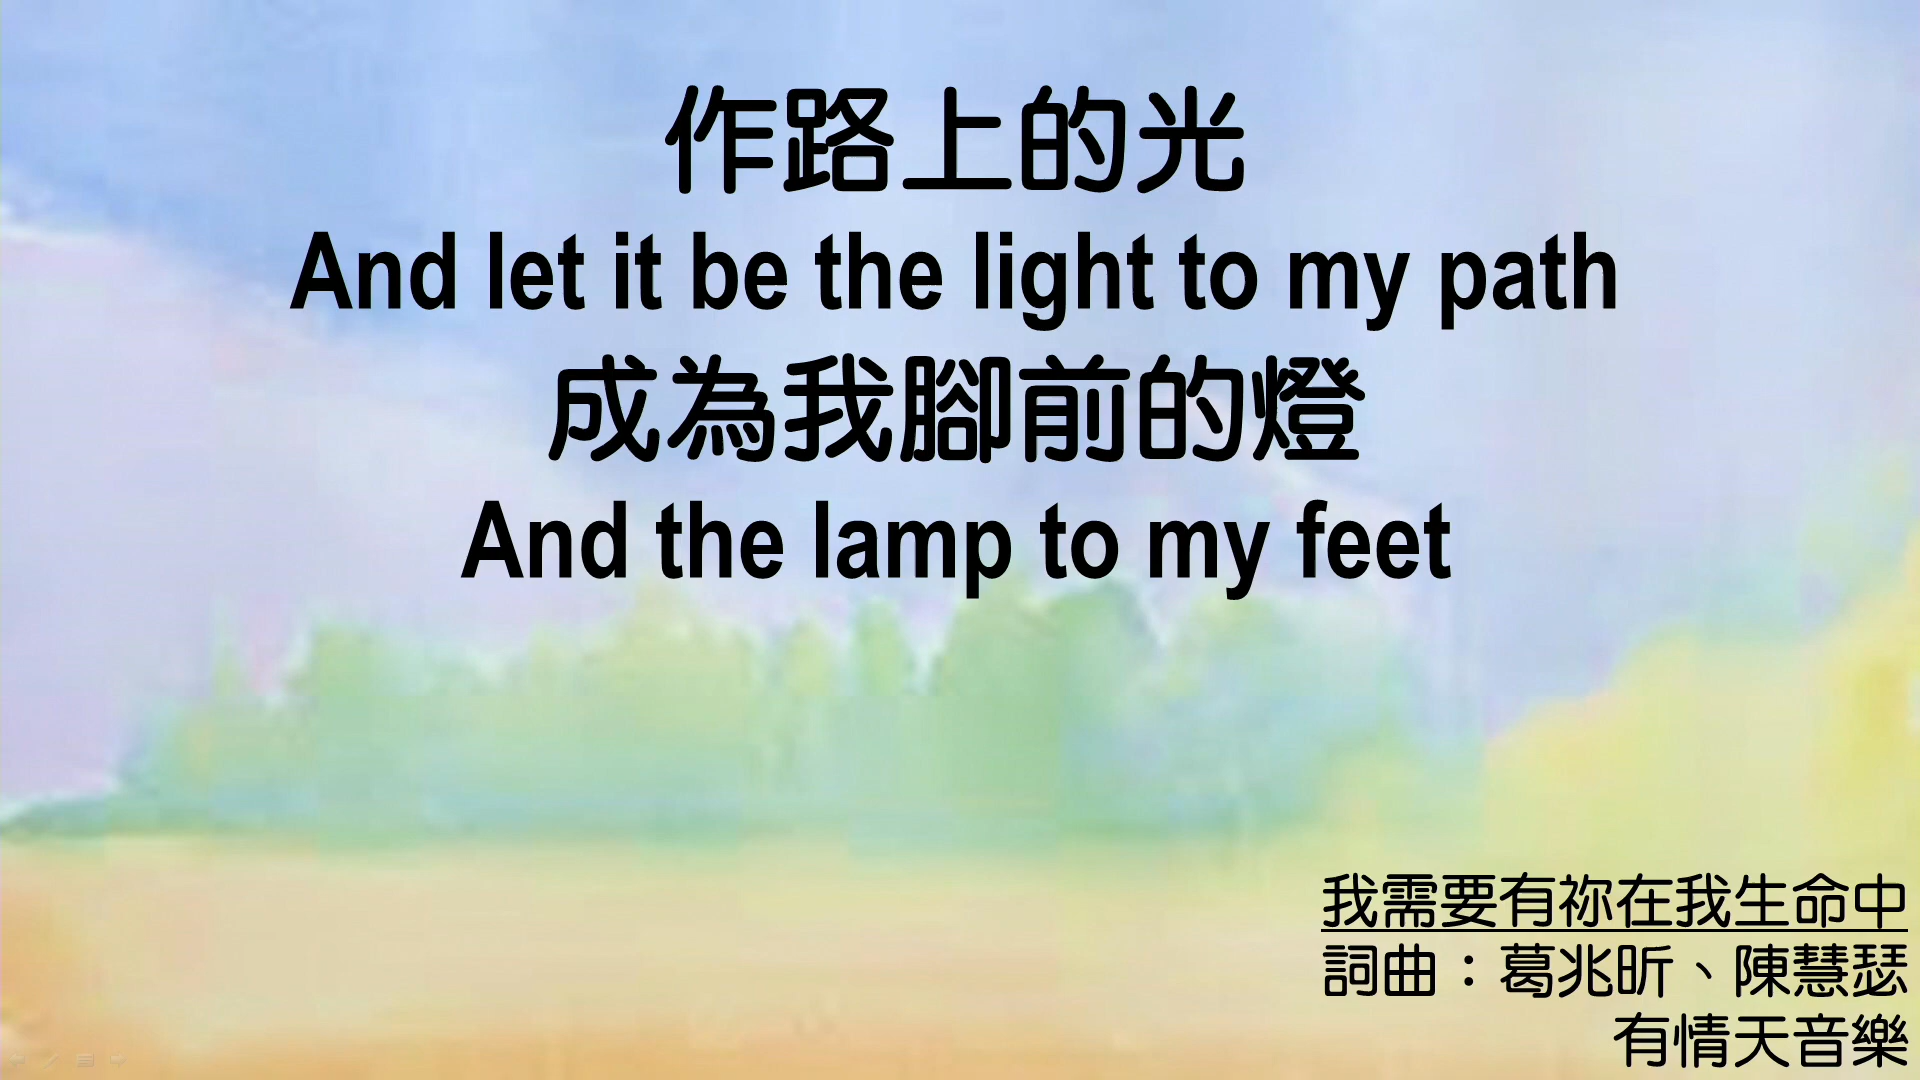 作路上的光
And let it be the light to my path
成為我腳前的燈
And the lamp to my feet
我需要有祢在我生命中
詞曲：葛兆昕、陳慧瑟
有情天音樂